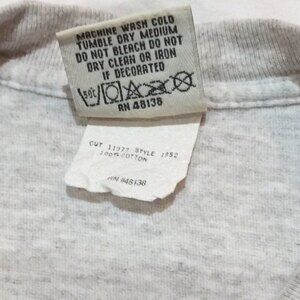 MACHINE WASH COLD
TUMBLE DRY MEDIUM
DO NOT BLEACH DO NOT
DRY CLEAN OR IRON
IF DECORATED
RN 48138
CUT 11977 STYLE 1852
100% COTTON
RN #48138